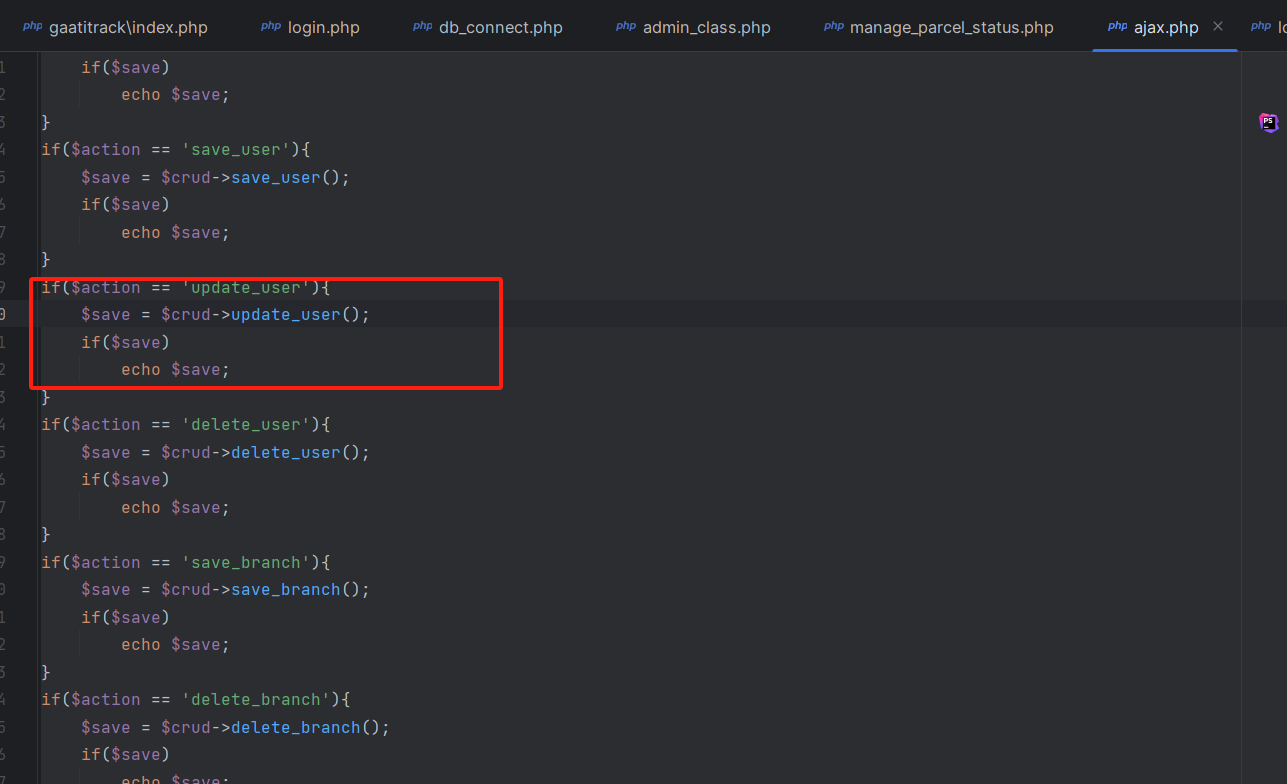 php gaatitrack\index.php php login.php php db_connect.php php admin_class.php php manage_parcel_status.php php ajax.php × php
1 if($save)
2 echo $save;
3 }
4 if($action == 'save_user'){
5 $save = $crud->save_user();
6 if($save)
7 echo $save;
8 }
9 if($action == 'update_user'){
0 $save = $crud->update_user();
1 if($save)
2 echo $save;
3 }
4 if($action == 'delete_user'){
5 $save = $crud->delete_user();
6 if($save)
7 echo $save;
8 }
9 if($action == 'save_branch'){
0 $save = $crud->save_branch();
1 if($save)
2 echo $save;
3 }
4 if($action == 'delete_branch'){
5 $save = $crud->delete_branch();
6 if($save)
7 echo $save;
PS